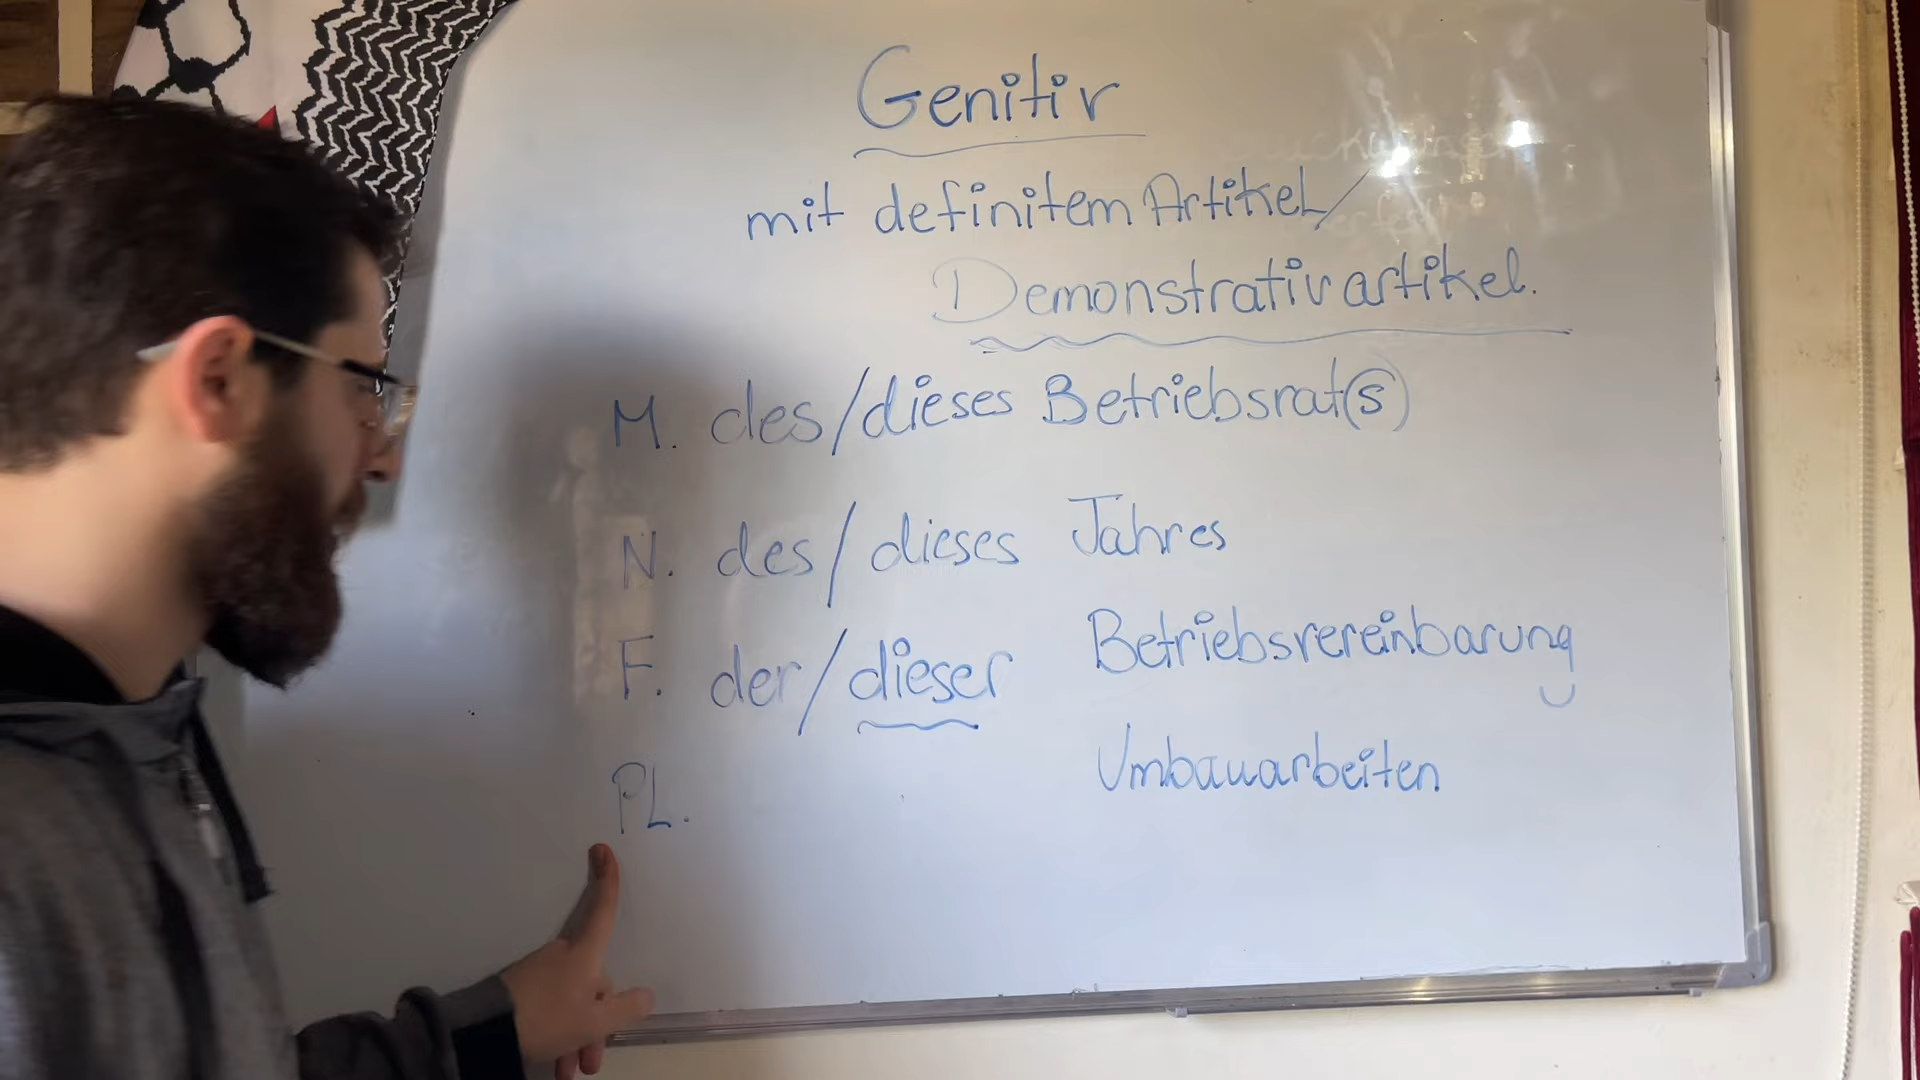 Genitiv
mit definitem Artikel/
Demonstrativartikel.
M. des/dieses Betriebsrat(s)
N. des/dieses Jahres
F. der/dieser Betriebsvereinbarung
PL. Umbauarbeiten